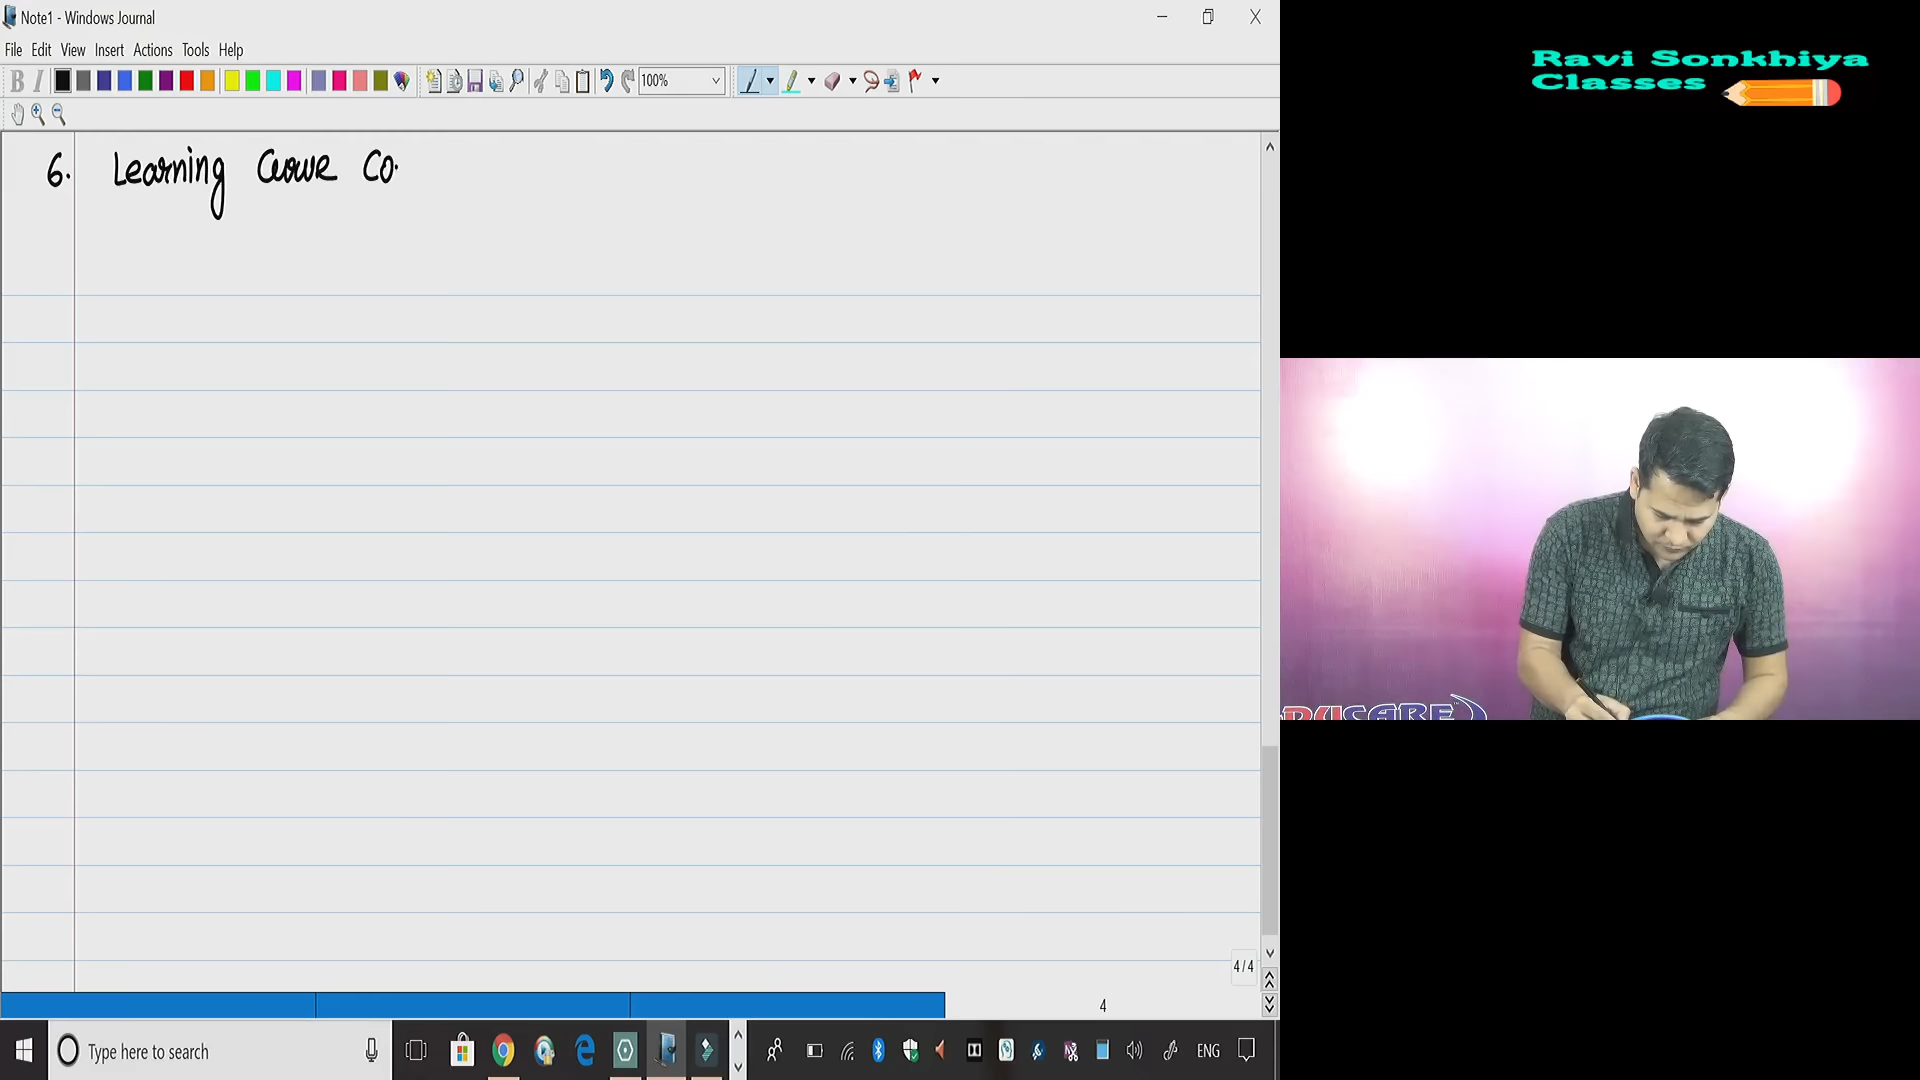 Note1 - Windows Journal
File Edit View Insert Actions Tools Help
B I
100%
6. Learning Curve Co
4/4
4
Type here to search
ENG
Ravi Sonkhiya
Classes